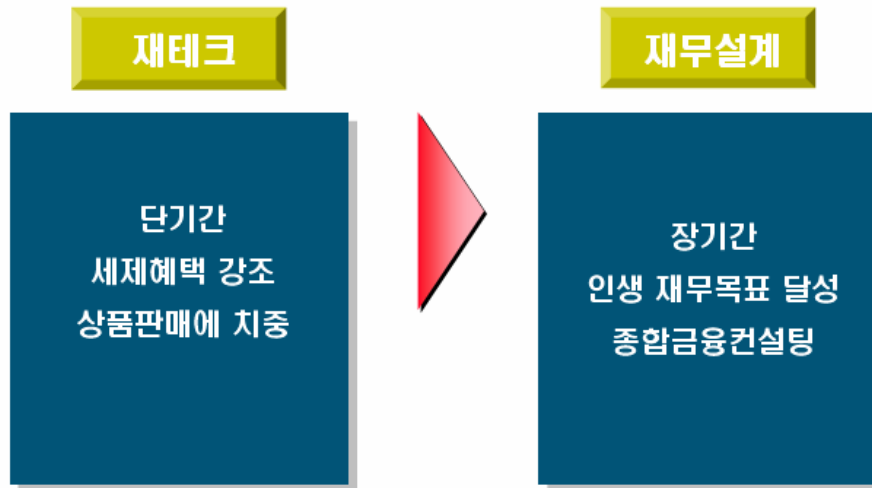 재테크
단기간
세제혜택 강조
상품판매에 치중
재무설계
장기간
인생 재무목표 달성
종합금융컨설팅